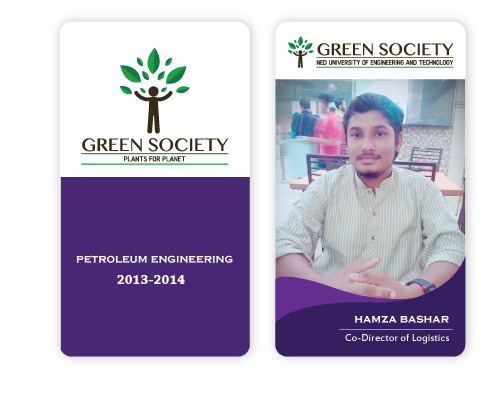 GREEN SOCIETY
PLANTS FOR PLANET
PETROLEUM ENGINEERING
2013-2014
GREEN SOCIETY
NED UNIVERSITY OF ENGINEERING AND TECHNOLOGY
HAMZA BASHAR
Co-Director of Logistics